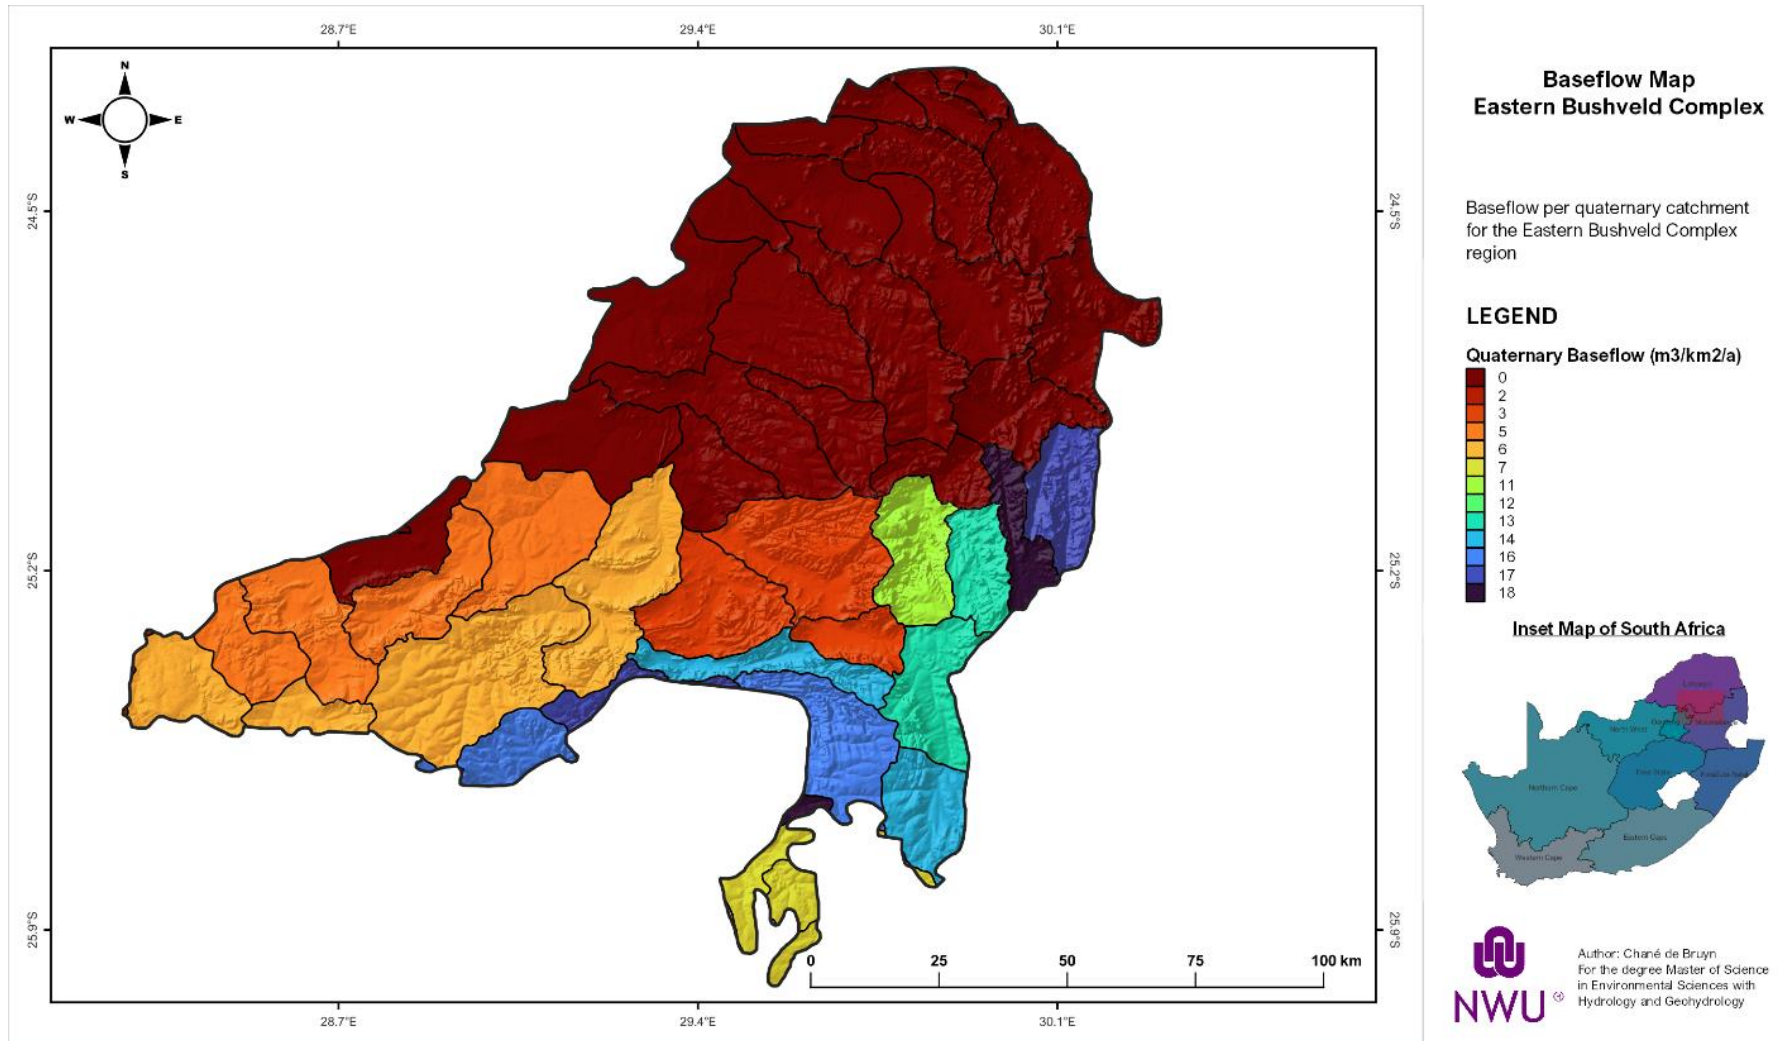 28.7°E
29.4°E
30.1°E
N
W
E
S
24.5°S
24.5°S
25.2°S
25.2°S
25.9°S
25.9°S
0
25
50
75
100 km
28.7°E
29.4°E
30.1°E
Baseflow Map
Eastern Bushveld Complex
Baseflow per quaternary catchment
for the Eastern Bushveld Complex
region
LEGEND
Quaternary Baseflow (m3/km2/a)
0
2
3
5
6
7
11
12
13
14
16
17
18
Inset Map of South Africa
Limpopo
North West
Free State
Northern Cape
Eastern Cape
Western Cape
NWU ®
Author: Chané de Bruyn
For the degree Master of Science
in Environmental Sciences with
Hydrology and Geohydrology